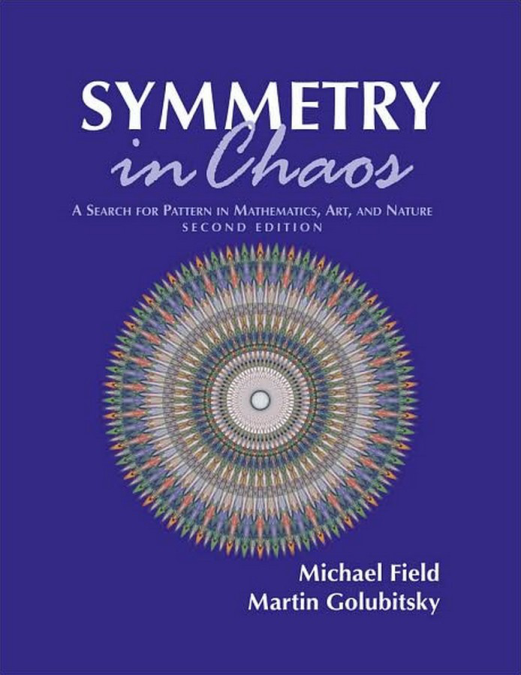 SYMMETRY
in Chaos
A SEARCH FOR PATTERN IN MATHEMATICS, ART, AND NATURE
SECOND EDITION
Michael Field
Martin Golubitsky